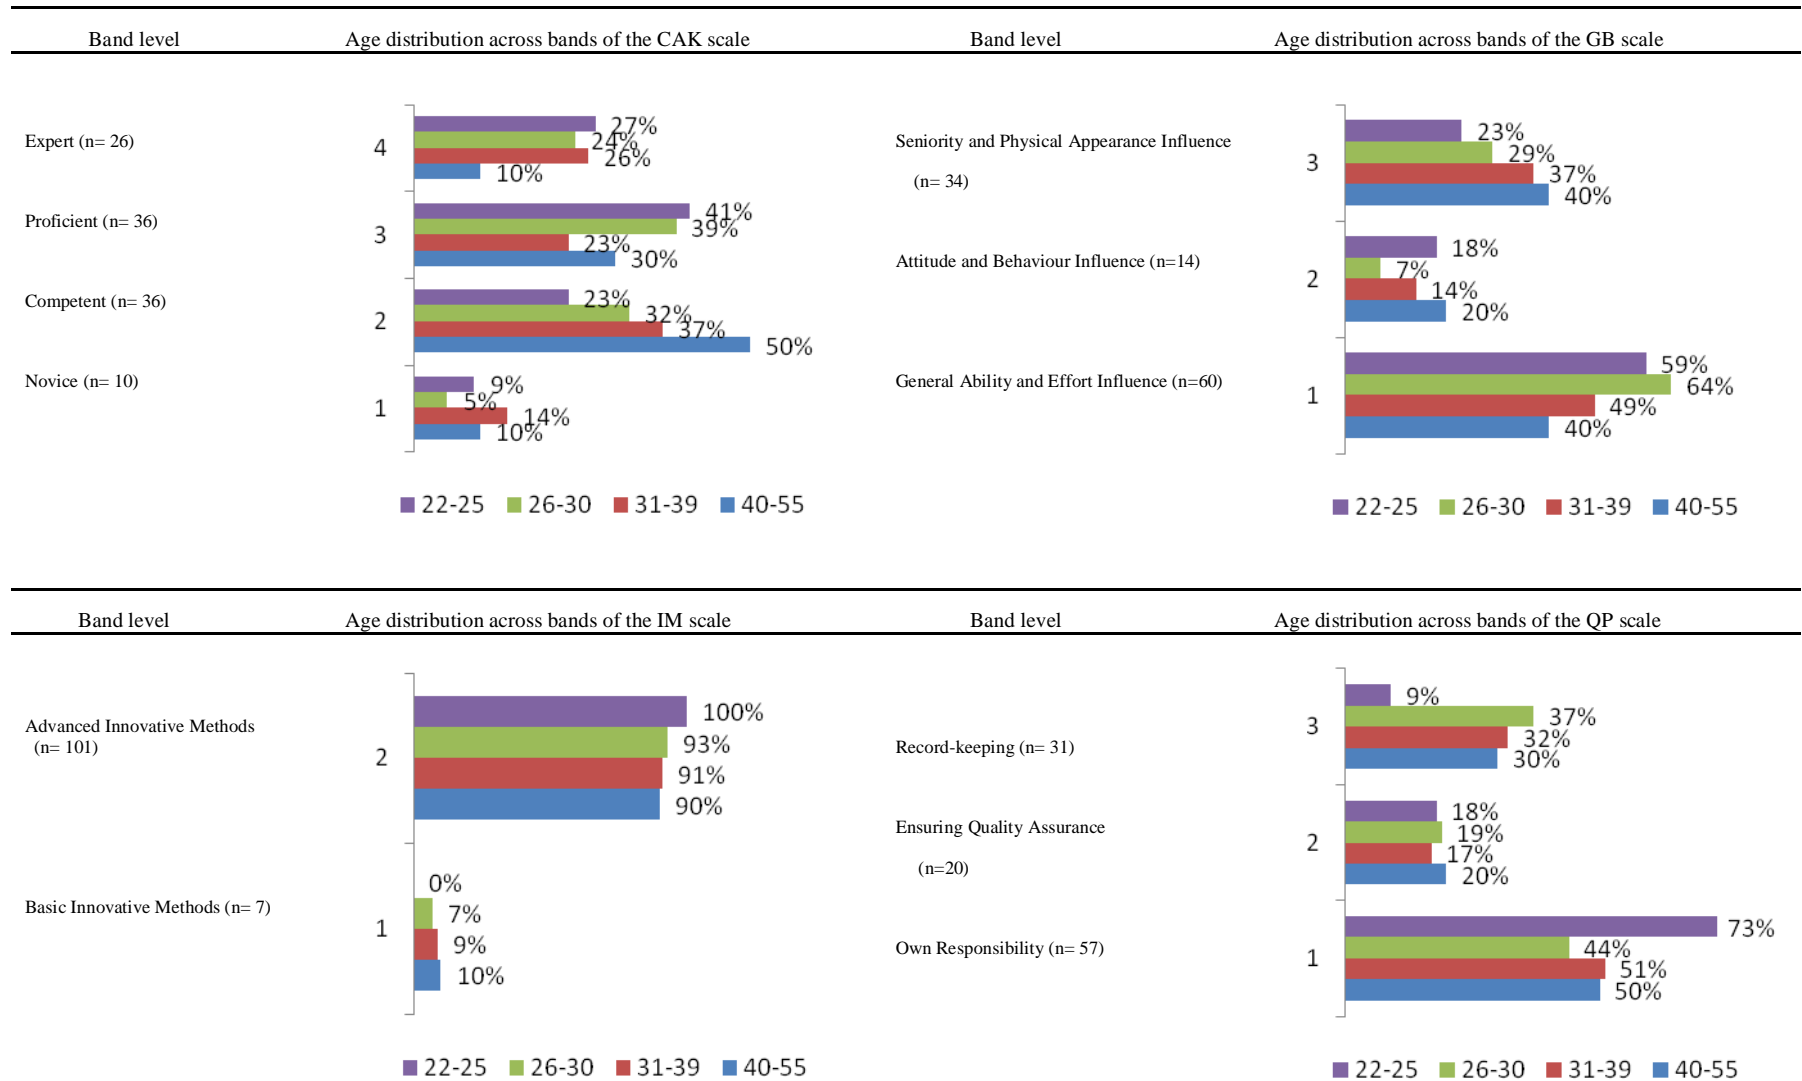 Band level Age distribution across bands of the CAK scale Band level Age distribution across bands of the GB scale
Expert (n= 26)
Proficient (n= 36)
Competent (n= 36)
Novice (n= 10)
4
27%
24%
26%
10%
3
41%
39%
23%
30%
2
23%
32%
37%
50%
1
9%
5%
14%
10%
22-25 26-30 31-39 40-55
Seniority and Physical Appearance Influence
(n= 34)
Attitude and Behaviour Influence (n=14)
General Ability and Effort Influence (n=60)
3
23%
29%
37%
40%
2
18%
7%
14%
20%
1
59%
64%
49%
40%
22-25 26-30 31-39 40-55
Band level Age distribution across bands of the IM scale Band level Age distribution across bands of the QP scale
Advanced Innovative Methods
(n= 101)
Basic Innovative Methods (n= 7)
2
100%
93%
91%
90%
1
0%
7%
9%
10%
22-25 26-30 31-39 40-55
Record-keeping (n= 31)
Ensuring Quality Assurance
(n=20)
Own Responsibility (n= 57)
3
9%
37%
32%
30%
2
18%
19%
17%
20%
1
73%
44%
51%
50%
22-25 26-30 31-39 40-55